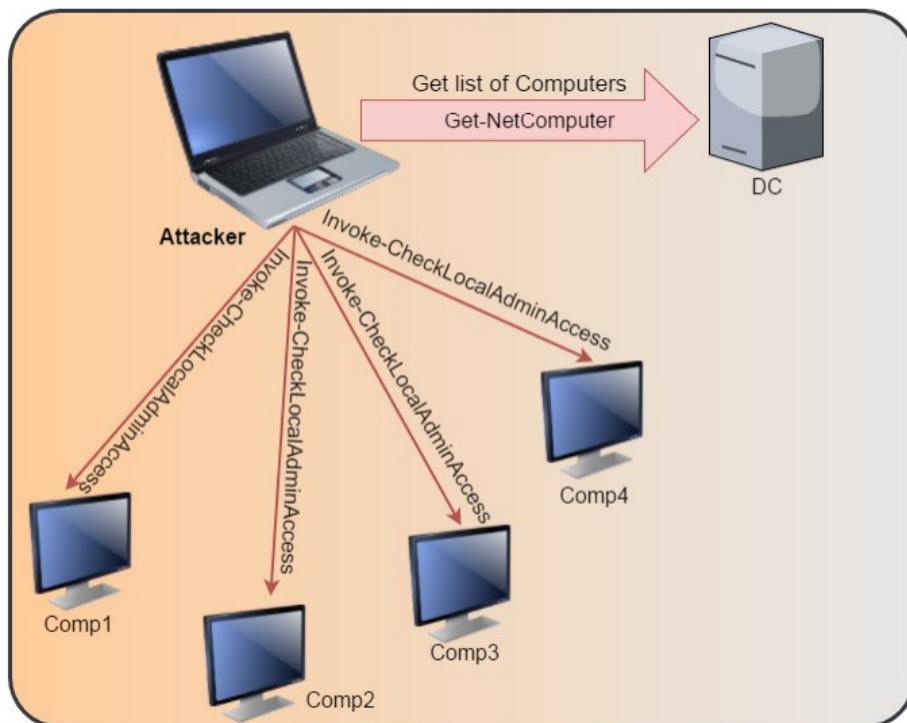 Get list of Computers
Get-NetComputer
DC
Attacker
Invoke-CheckLocalAdminAccess
Invoke-CheckLocalAdminAccess
Invoke-CheckLocalAdminAccess
Invoke-CheckLocalAdminAccess
Comp4
Comp1
Comp3
Comp2